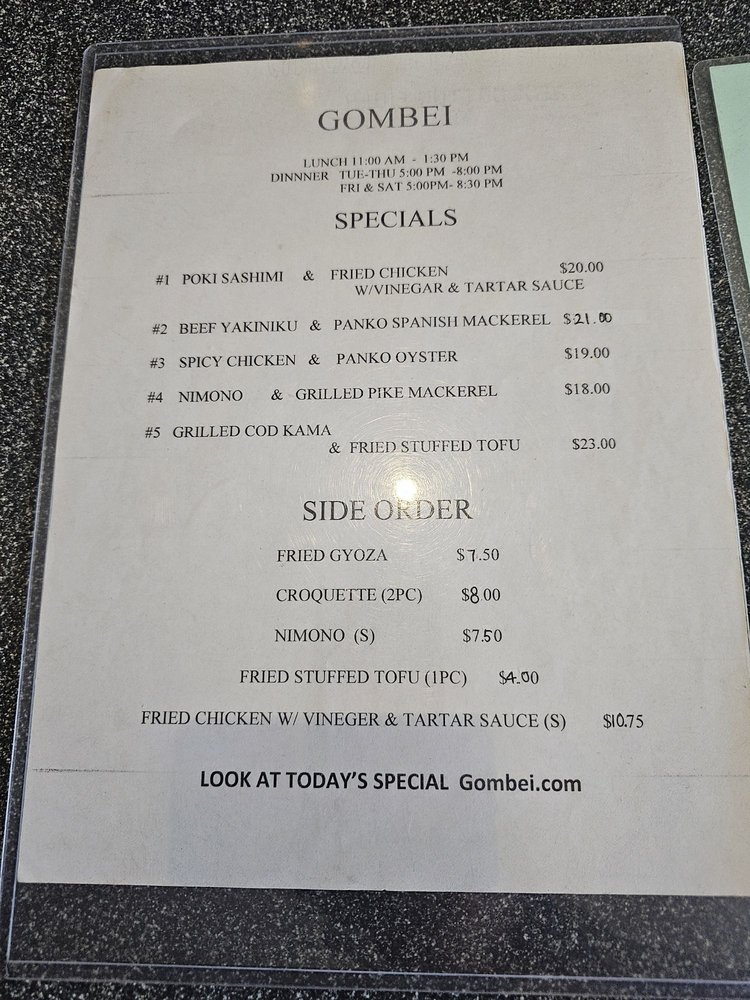 GOMBEI
LUNCH 11:00 AM - 1:30 PM
DINNNER TUE-THU 5:00 PM -8:00 PM
FRI & SAT 5:00PM- 8:30 PM
SPECIALS
#1 POKI SASHIMI & FRIED CHICKEN $20.00
W/VINEGAR & TARTAR SAUCE
#2 BEEF YAKINIKU & PANKO SPANISH MACKEREL $21.00
#3 SPICY CHICKEN & PANKO OYSTER $19.00
#4 NIMONO & GRILLED PIKE MACKEREL $18.00
#5 GRILLED COD KAMA
& FRIED STUFFED TOFU $23.00
SIDE ORDER
FRIED GYOZA $7.50
CROQUETTE (2PC) $8.00
NIMONO (S) $7.50
FRIED STUFFED TOFU (1PC) $4.00
FRIED CHICKEN W/ VINEGER & TARTAR SAUCE (S) $10.75
LOOK AT TODAY'S SPECIAL Gombei.com